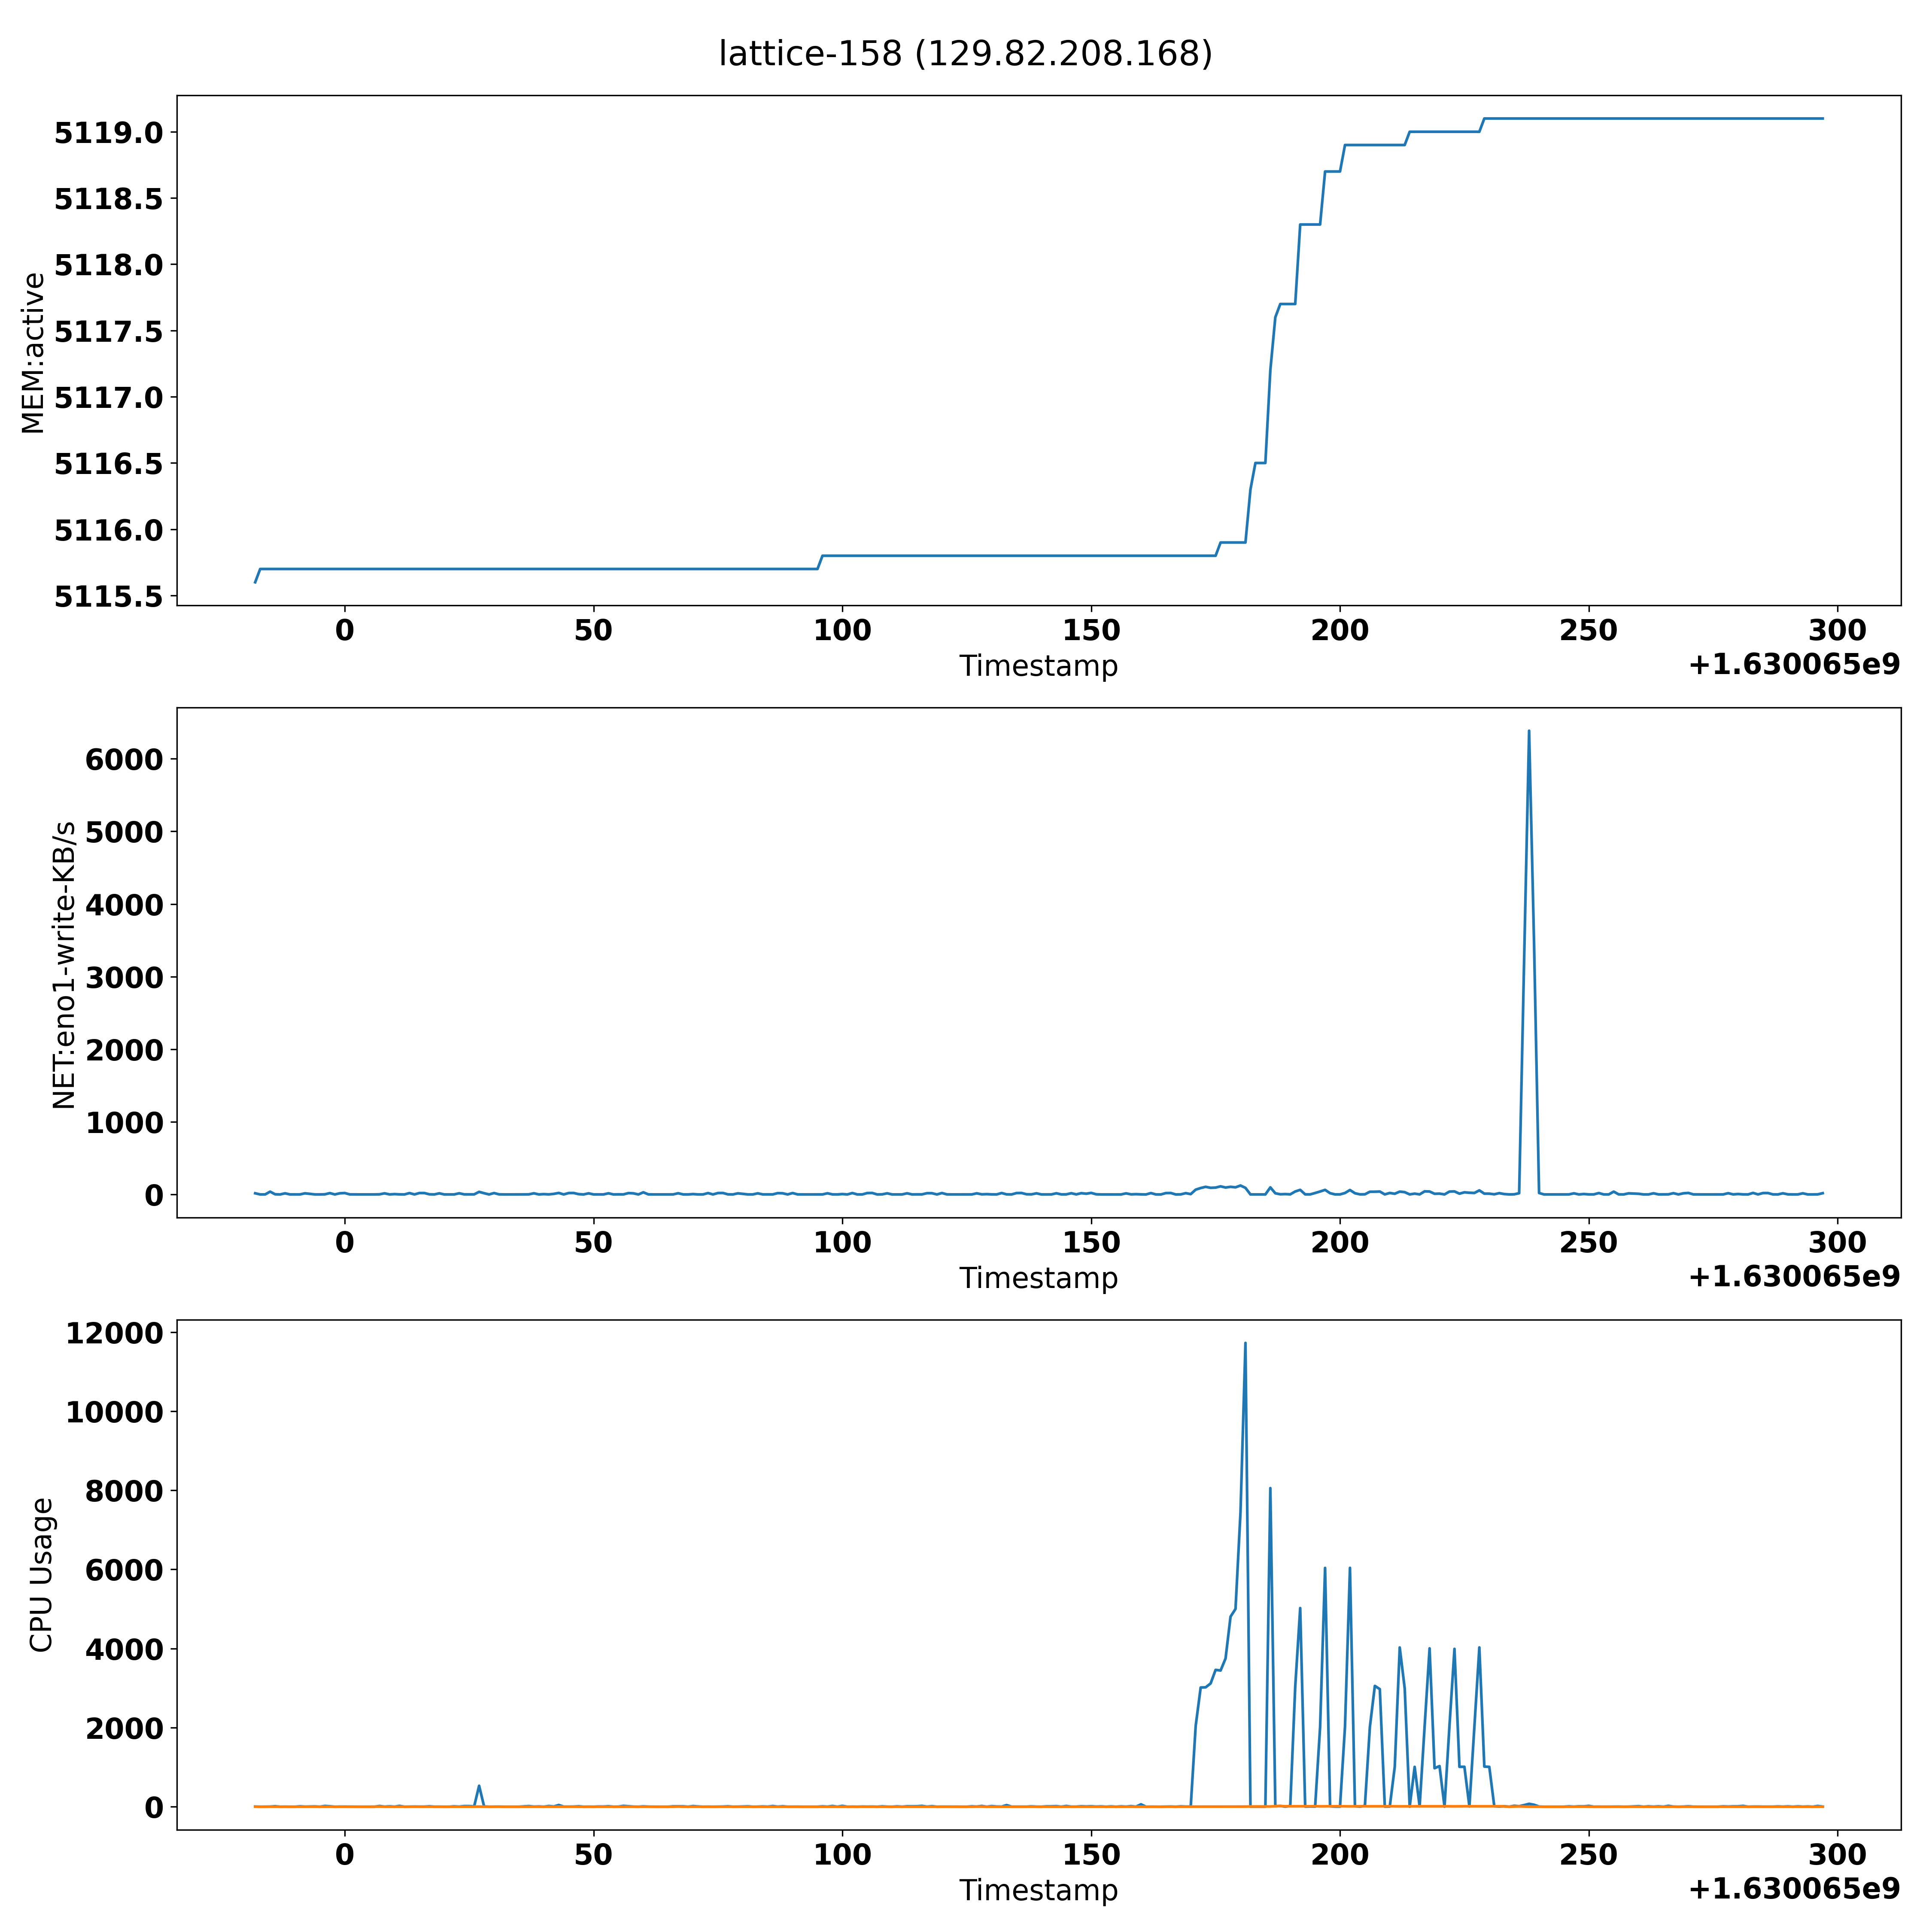 lattice-158 (129.82.208.168)
MEM:active
5119.0
5118.5
5118.0
5117.5
5117.0
5116.5
5116.0
5115.5
0 50 100 150 200 250 300
Timestamp
+1.630065e9
NET:eno1-write-KB/s
6000
5000
4000
3000
2000
1000
0
0 50 100 150 200 250 300
Timestamp
+1.630065e9
CPU Usage
12000
10000
8000
6000
4000
2000
0
0 50 100 150 200 250 300
Timestamp
+1.630065e9